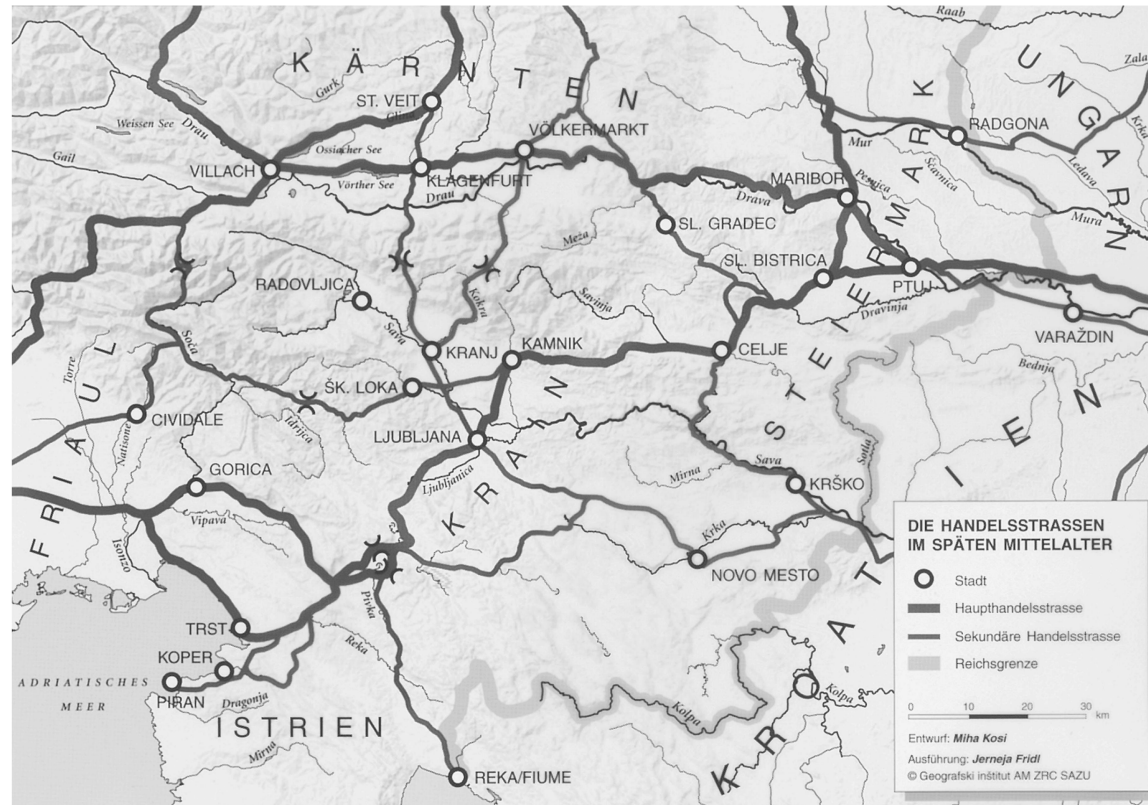 Raab
KÄRNTEN
UNGARN
Zala
Gurk
ST. VEIT
Glina
Krka
Weissen See
Drau
VÖLKERMARKT
RADGONA
Ossiacher See
Mur
Gail
VILLACH
KLAGENFURT
Ščavnica
Ledava
Vörther See
Drau
MARIBOR
Pesnica
Drava
Mura
SL. GRADEC
Meža
SL. BISTRICA
STEIERMARK
RADOVLJICA
Kokra
Savinja
PTUJ
Dravinja
VARAŽDIN
Soča
Sava
KRANJ
KAMNIK
CELJE
Torre
Bednja
ŠK. LOKA
CIVIDALE
Idrijca
Natisone
LJUBLJANA
KRAIN
FRIAUL
GORICA
Ljubljanica
Mirna
Sava
Sotla
KRŠKO
Vipava
Isonzo
Krka
NOVO MESTO
KROATIEN
Pivka
TRST
Reka
KOPER
ADRIATISCHES
MEER
PIRAN
Dragonja
ISTRIEN
Mirna
Kolpa
Kolpa
REKA/FIUME
DIE HANDELSSTRASSEN
IM SPÄTEN MITTELALTER
Stadt
Haupthandelsstrasse
Sekundäre Handelsstrasse
Reichsgrenze
0 10 20 30 km
Entwurf: Miha Kosi
Ausführung: Jerneja Fridl
© Geografski inštitut AM ZRC SAZU